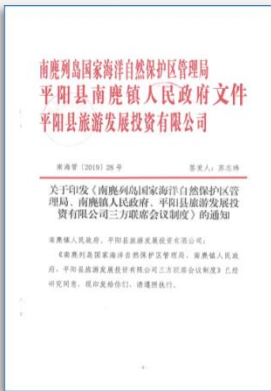 南麂列岛国家海洋自然保护区管理局
平阳县南麂镇人民政府文件
平阳县旅游发展投资有限公司
南海管〔2019〕28号
签发人：
关于印发《南麂列岛国家海洋自然保护区管
理局、南麂镇人民政府、平阳县旅游发展投
资有限公司三方联席会议制度》的通知
南麂镇人民政府、平阳县旅游发展投资有限公司：
《南麂列岛国家海洋自然保护区管理局、南麂镇人民政
府、平阳县旅游发展投资有限公司三方联席会议制度》已经
研究同意，现印发给你们，请遵照执行。